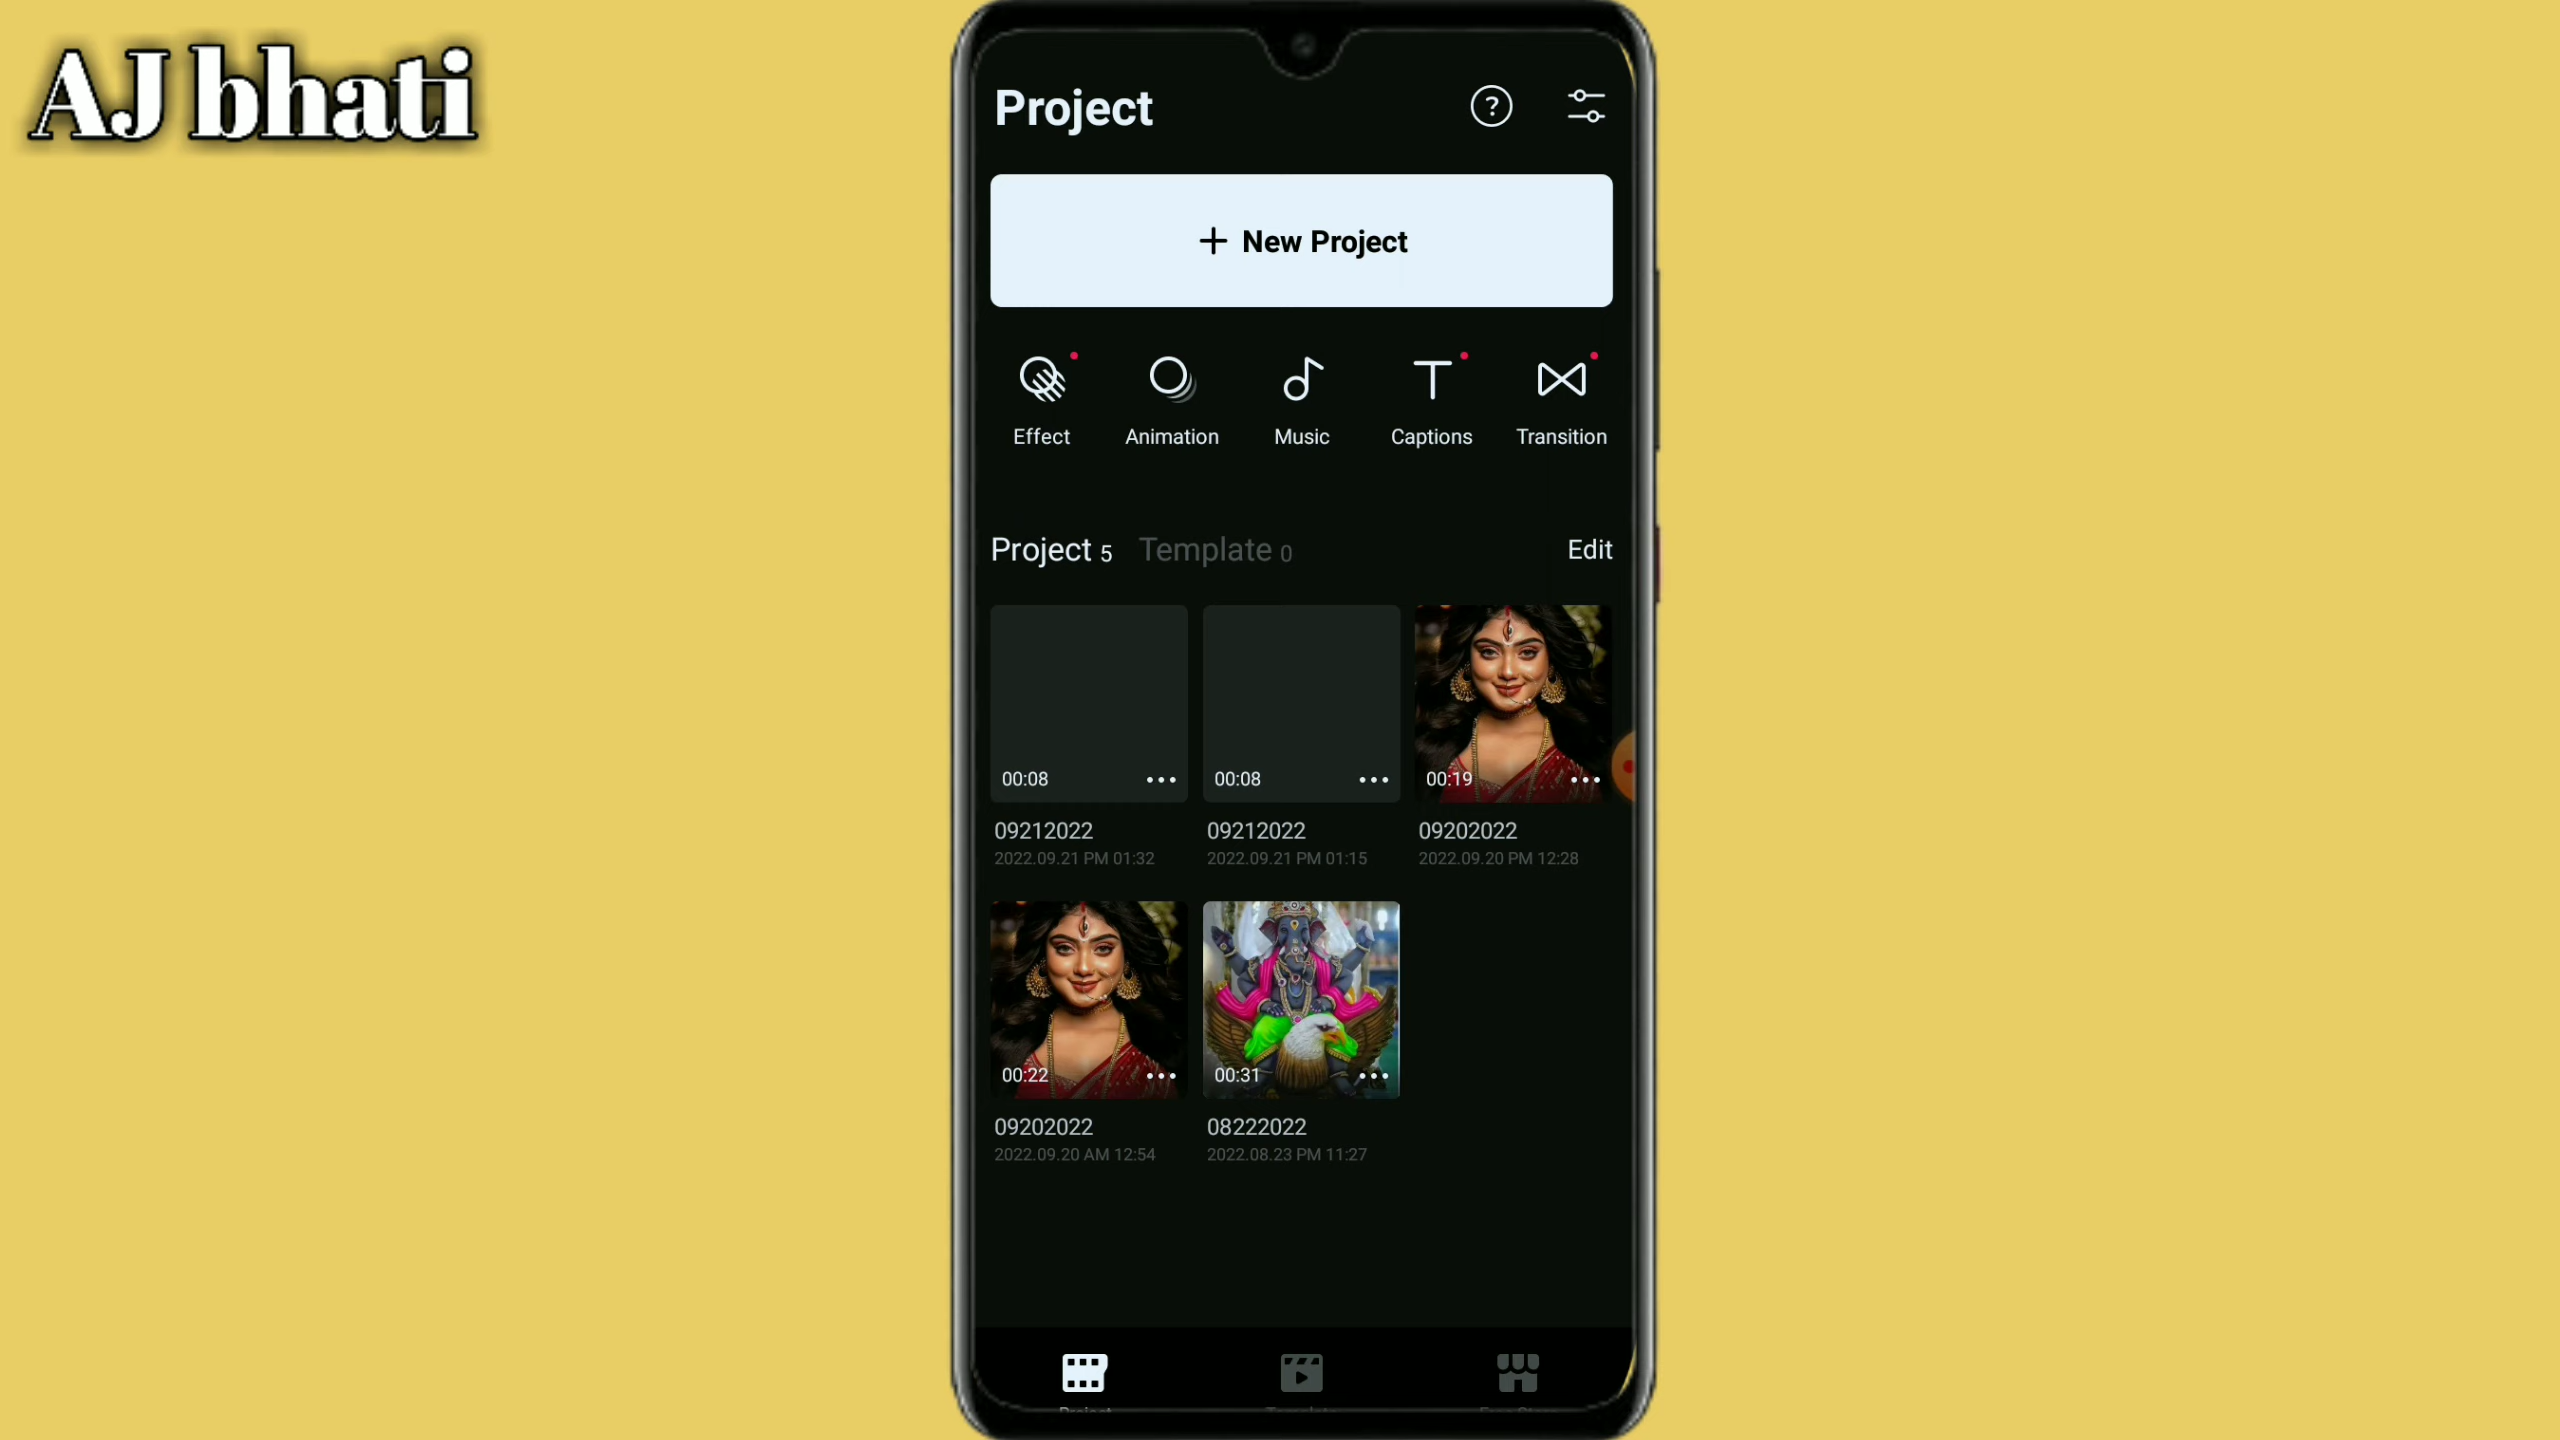 AJ bhati
Project
?
+ New Project
Effect
Animation
Music
Captions
Transition
Project 5
Template 0
Edit
00:08
00:08
00:19
09212022
09212022
09202022
2022.09.21 PM 01:32
2022.09.21 PM 01:15
2022.09.20 PM 12:28
00:22
00:31
09202022
08222022
2022.09.20 AM 12:54
2022.08.23 PM 11:27
Project
Template